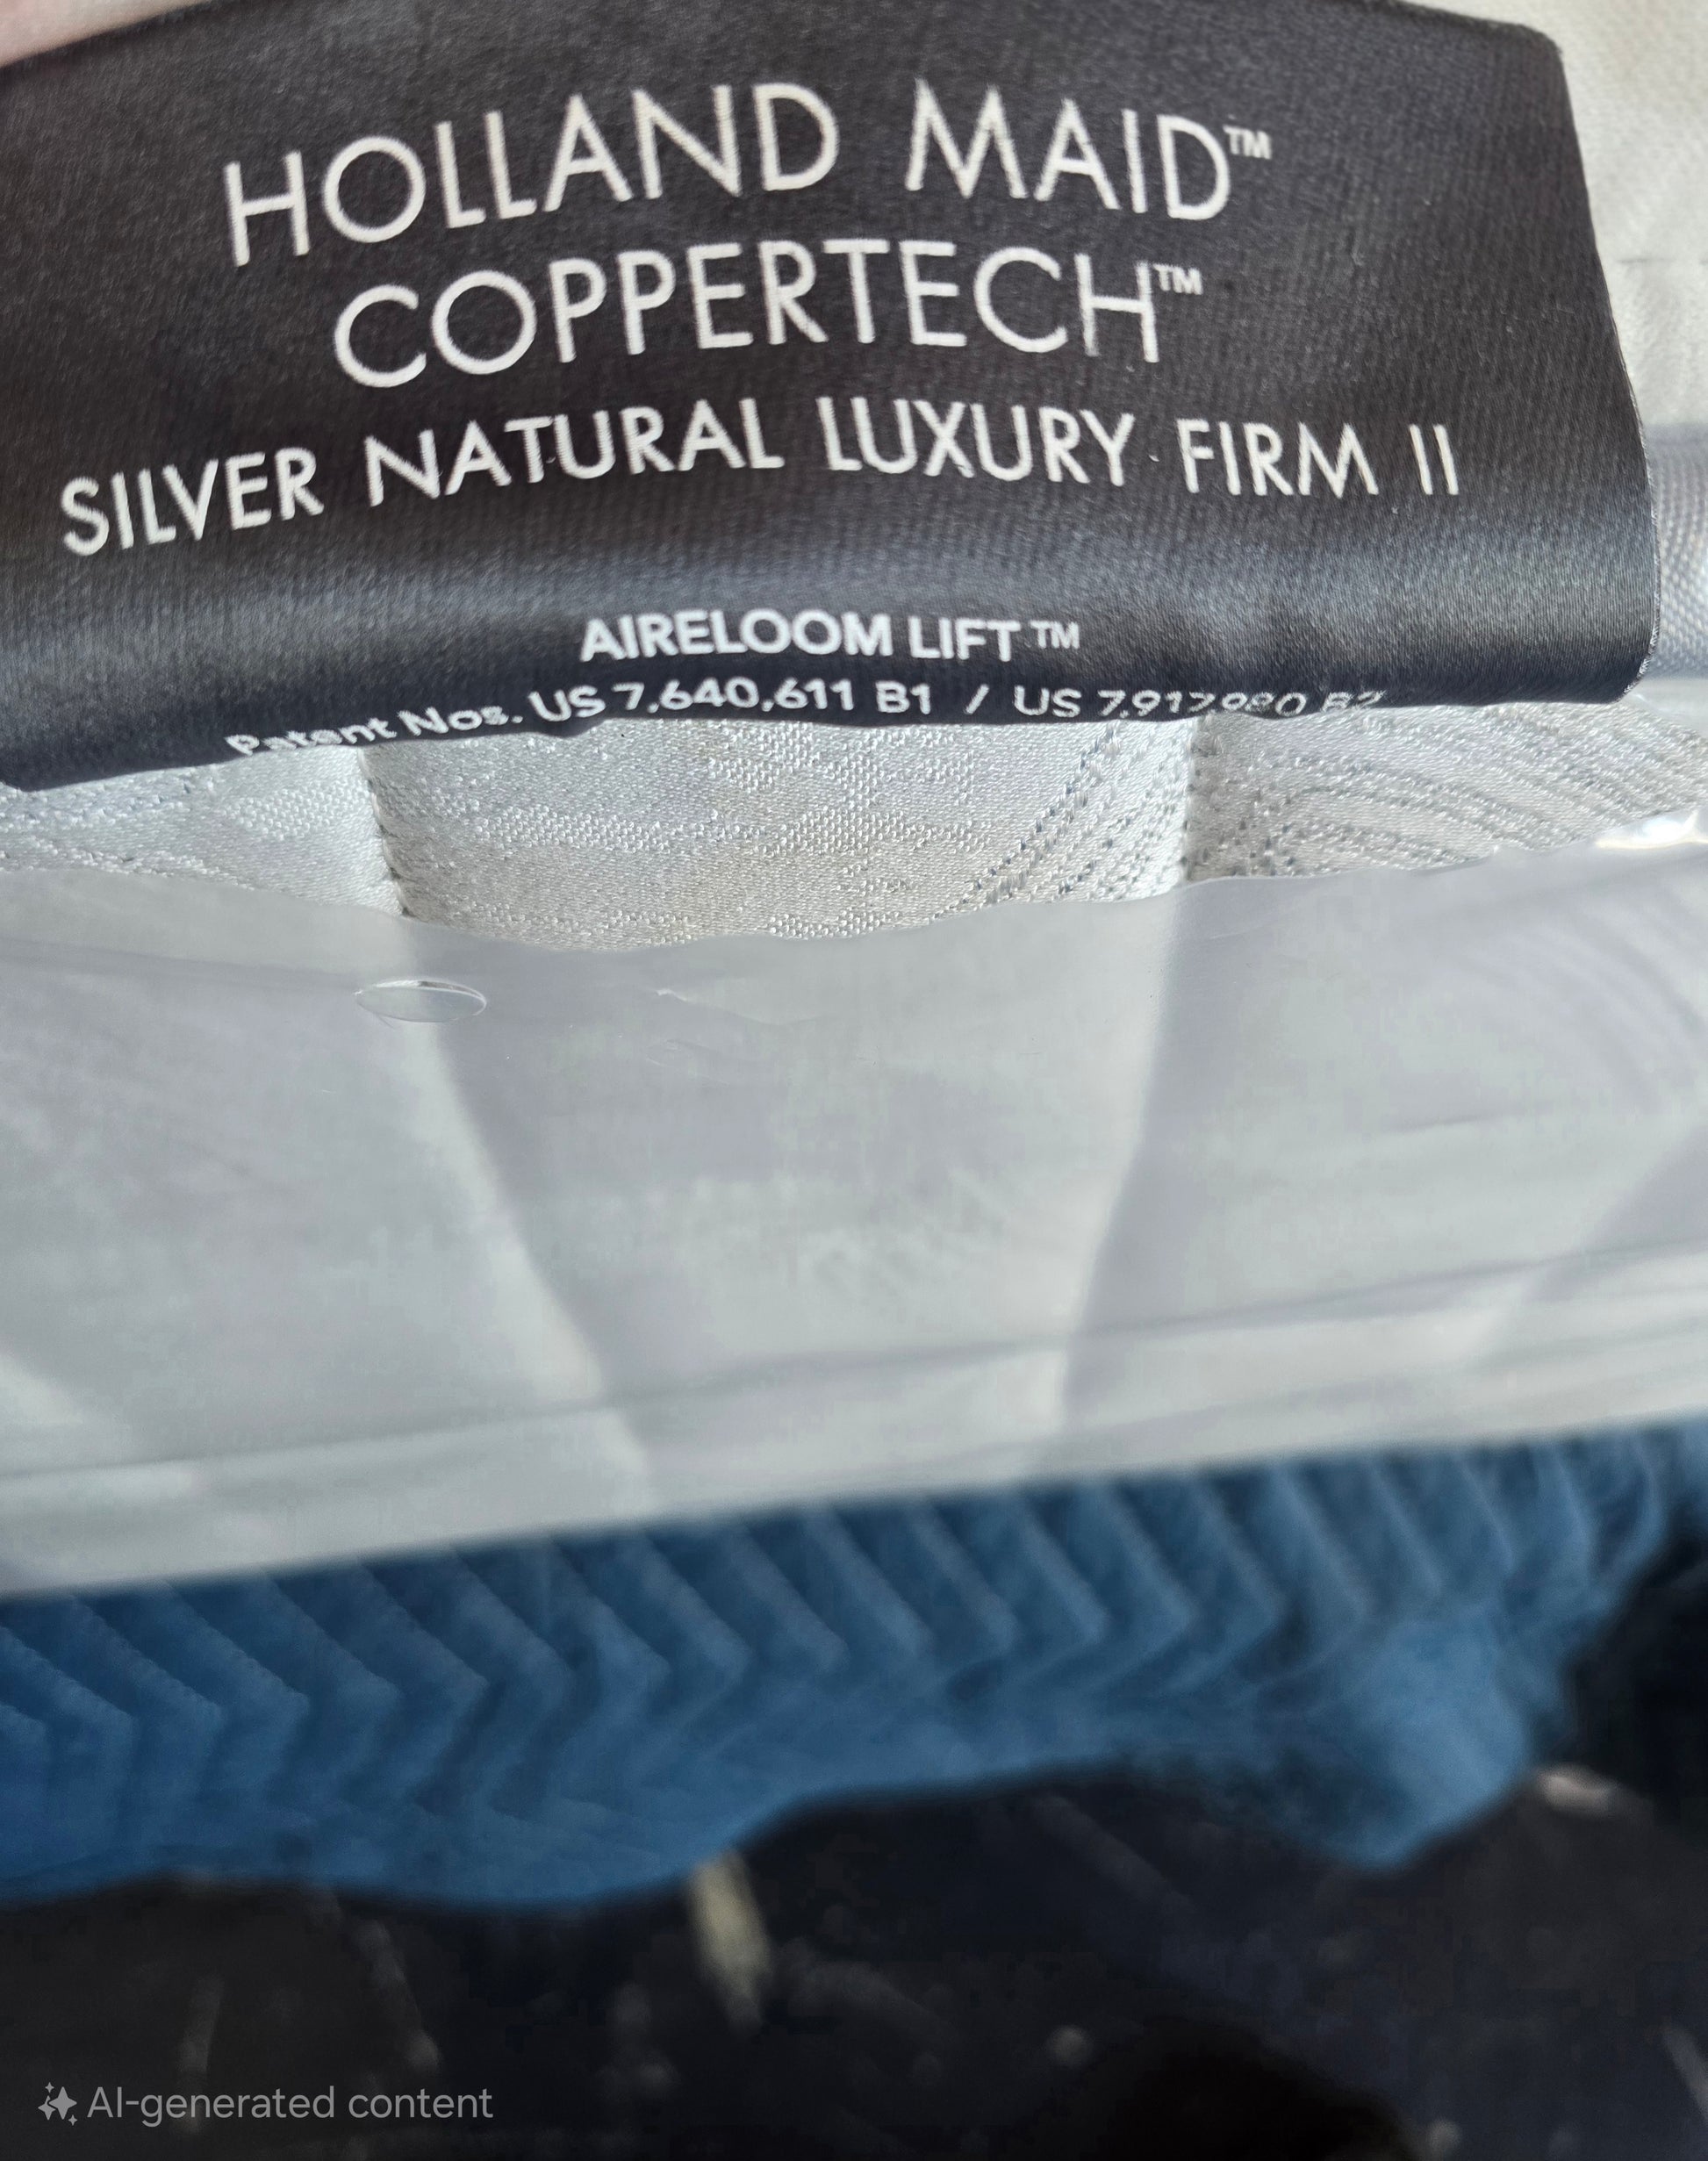 HOLLAND MAID™
COPPERTECH™
SILVER NATURAL LUXURY FIRM II
AIRELOOM LIFT™
Patent Nos. US 7,640,611 B1 / US
AI-generated content